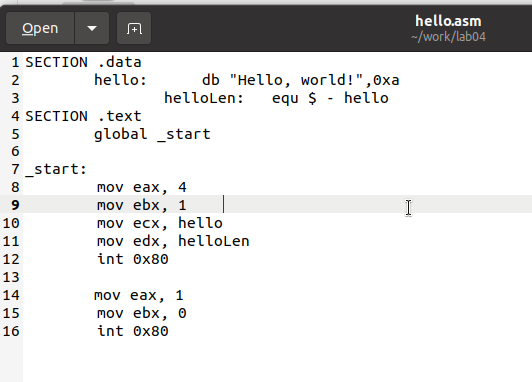 Open
hello.asm
~/work/lab04
1 SECTION .data
2 hello: db "Hello, world!",0xa
3 helloLen: equ $ - hello
4 SECTION .text
5 global _start
6
7 _start:
8 mov eax, 4
9 mov ebx, 1
10 mov ecx, hello
11 mov edx, helloLen
12 int 0x80
13
14 mov eax, 1
15 mov ebx, 0
16 int 0x80